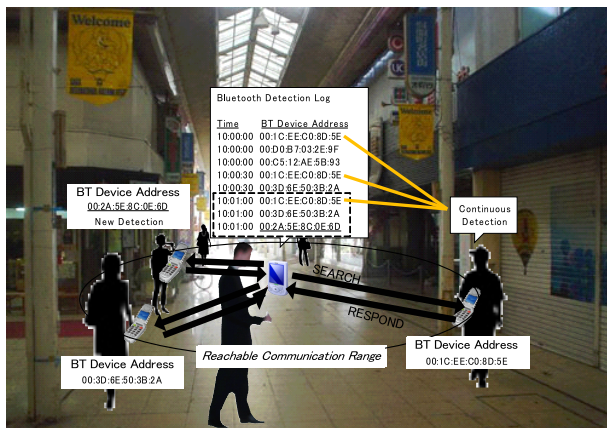 Welcome
Welcome
Bluetooth Detection Log
Time BT Device Address
10:00:00 00:1C:EE:C0:8D:5E
10:00:00 00:D0:B7:03:2E:9F
10:00:00 00:C5:12:AE:5B:93
10:00:30 00:1C:EE:C0:8D:5E
10:00:30 00:3D:6E:50:3B:2A
10:01:00 00:1C:EE:C0:8D:5E
10:01:00 00:3D:6E:50:3B:2A
10:01:00 00:2A:5E:8C:0E:6D
BT Device Address
00:2A:5E:8C:0E:6D
New Detection
Continuous
Detection
SEARCH
RESPOND
BT Device Address
00:1C:EE:C0:8D:5E
Reachable Communication Range
BT Device Address
00:3D:6E:50:3B:2A